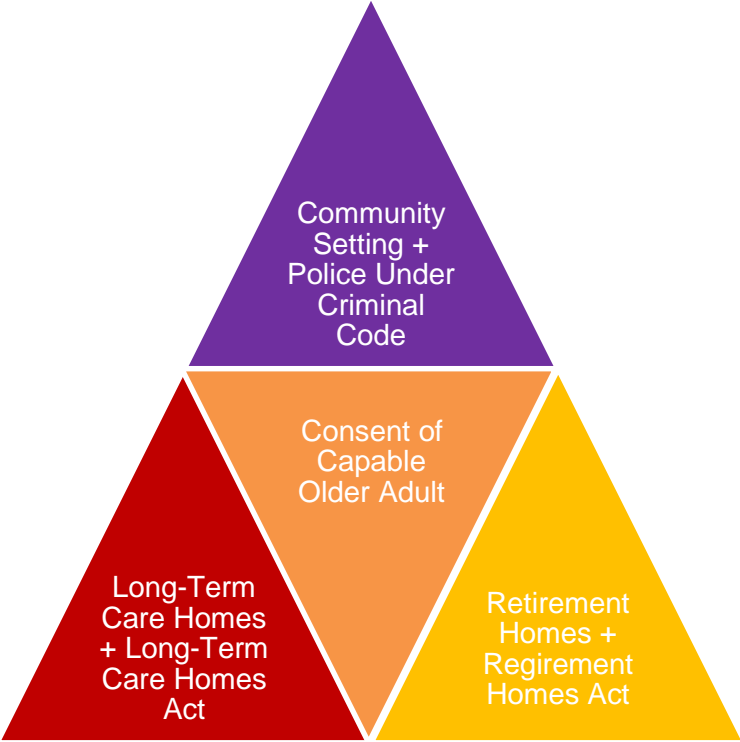 Community
Setting +
Police Under
Criminal
Code
Consent of
Capable
Older Adult
Long-Term
Care Homes
+ Long-Term
Care Homes
Act
Retirement
Homes +
Regirement
Homes Act